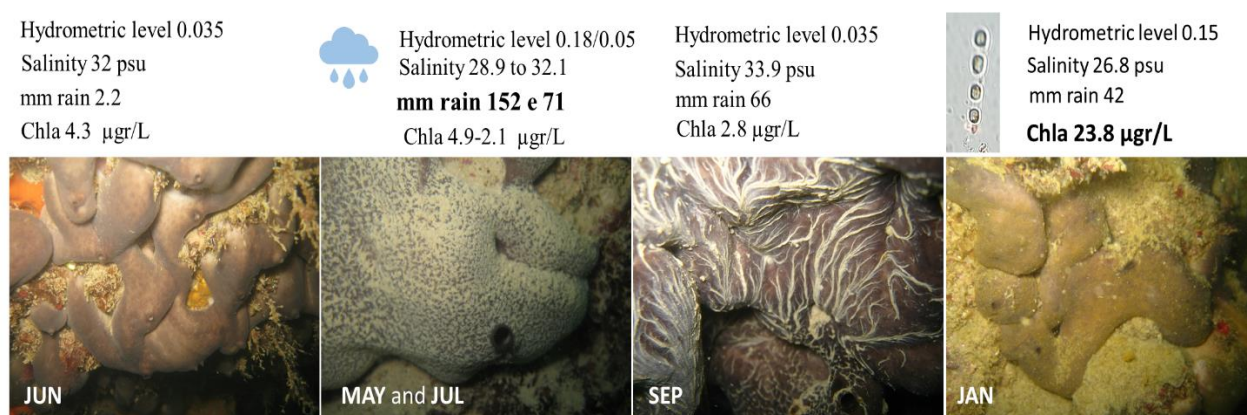 Hydrometric level 0.035
Salinity 32 psu
mm rain 2.2
Chla 4.3 µgr/L
Hydrometric level 0.18/0.05
Salinity 28.9 to 32.1
mm rain 152 e 71
Chla 4.9-2.1 µgr/L
Hydrometric level 0.035
Salinity 33.9 psu
mm rain 66
Chla 2.8 µgr/L
Hydrometric level 0.15
Salinity 26.8 psu
mm rain 42
Chla 23.8 µgr/L
JUN
MAY and JUL
SEP
JAN